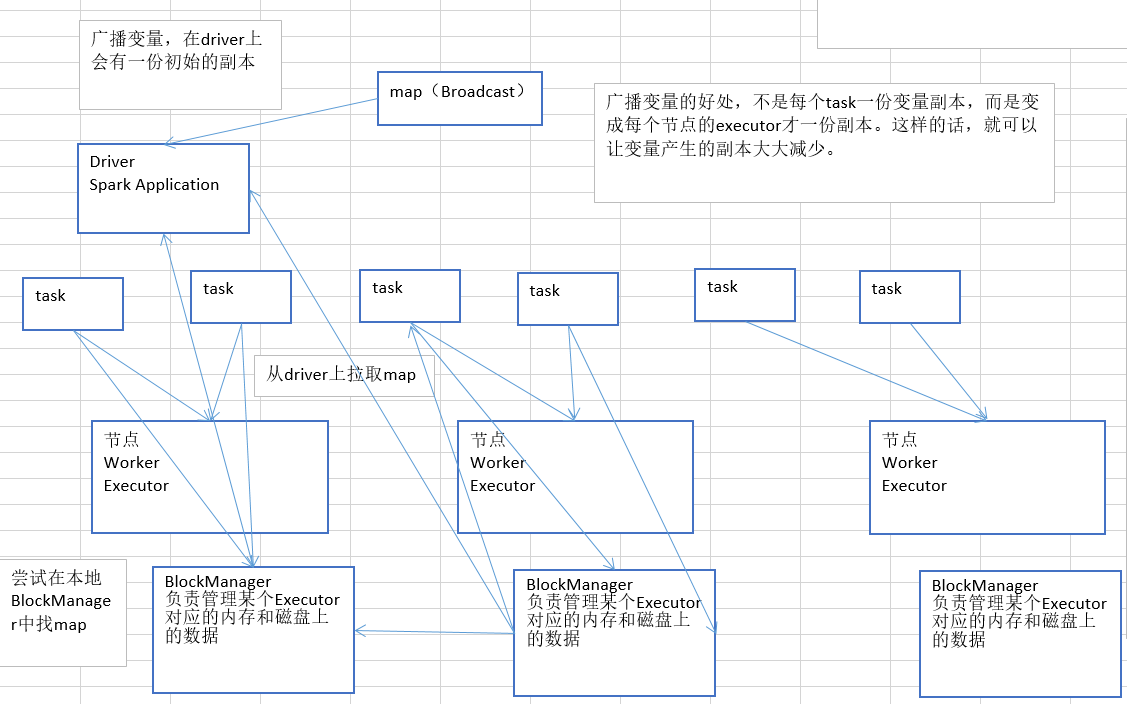 广播变量，在driver上
会有一份初始的副本
map（Broadcast）
广播变量的好处，不是每个task一份变量副本，而是变
成每个节点的executor才一份副本。这样的话，就可以
让变量产生的副本大大减少。
Driver
Spark Application
task
task
task
task
task
task
从driver上拉取map
节点
Worker
Executor
节点
Worker
Executor
节点
Worker
Executor
尝试在本地
BlockManage
r中找map
BlockManager
负责管理某个Executor
对应的内存和磁盘上
的数据
BlockManager
负责管理某个Executor
对应的内存和磁盘上
的数据
BlockManager
负责管理某个Executor
对应的内存和磁盘上
的数据